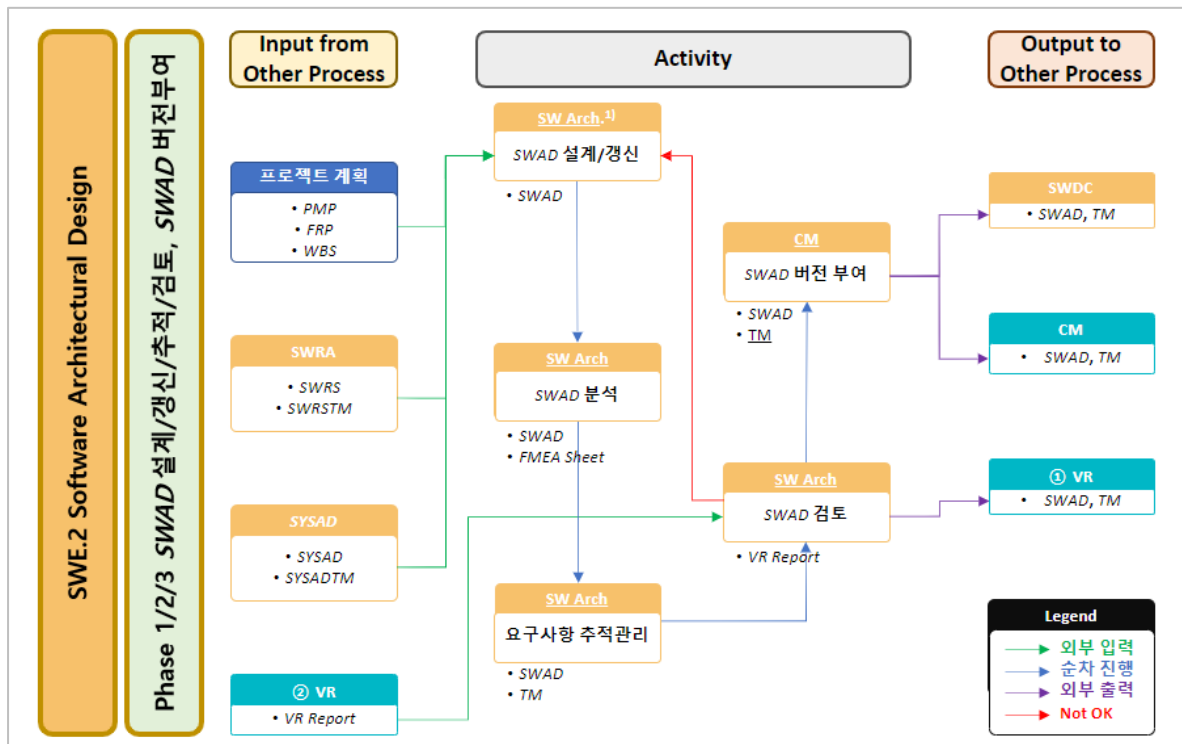 SWE.2 Software Architectural Design
Phase 1/2/3 SWAD 설계/갱신/추적/검토, SWAD 버전부여
Input from
Other Process
프로젝트 계획
• PMP
• FRP
• WBS
SWRA
• SWRS
• SWRSTM
SYSAD
• SYSAD
• SYSADTM
② VR
• VR Report
Activity
SW Arch.1)
SWAD 설계/갱신
• SWAD
SW Arch
SWAD 분석
• SWAD
• FMEA Sheet
SW Arch
요구사항 추적관리
• SWAD
• TM
CM
SWAD 버전 부여
• SWAD
• TM
SW Arch
SWAD 검토
• VR Report
Output to
Other Process
SWDC
• SWAD, TM
CM
• SWAD, TM
① VR
• SWAD, TM
Legend
외부 입력
순차 진행
외부 출력
Not OK